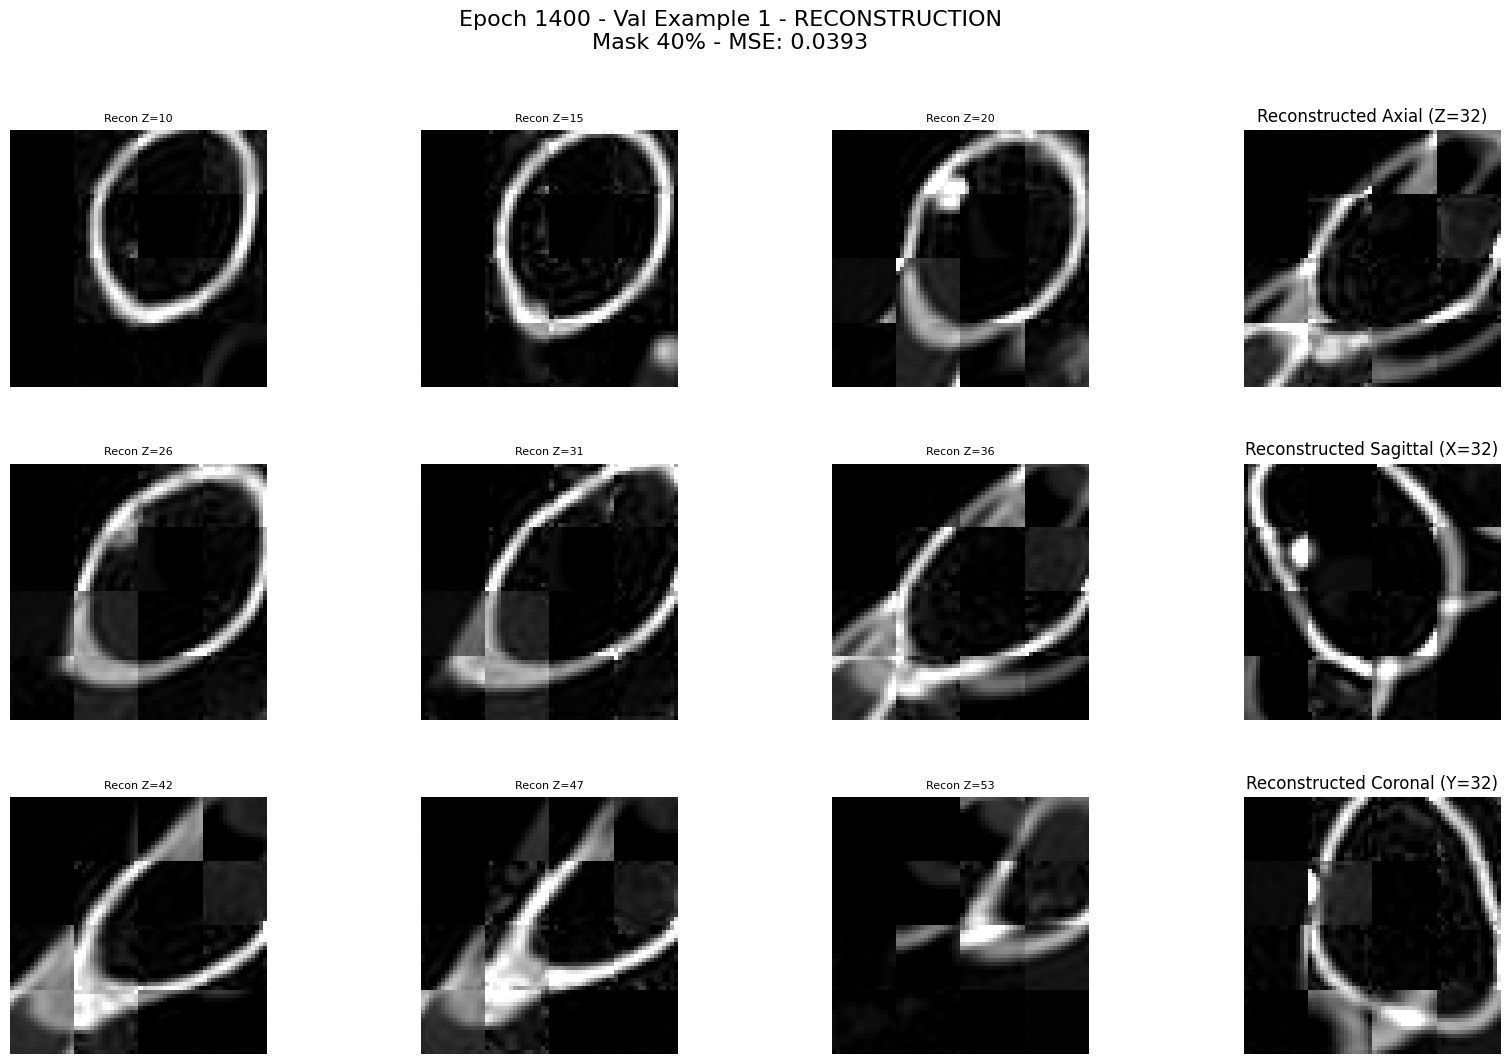 Epoch 1400 - Val Example 1 - RECONSTRUCTION
Mask 40% - MSE: 0.0393
Recon Z=10
Recon Z=15
Recon Z=20
Reconstructed Axial (Z=32)
Recon Z=26
Recon Z=31
Recon Z=36
Reconstructed Sagittal (X=32)
Recon Z=42
Recon Z=47
Recon Z=53
Reconstructed Coronal (Y=32)